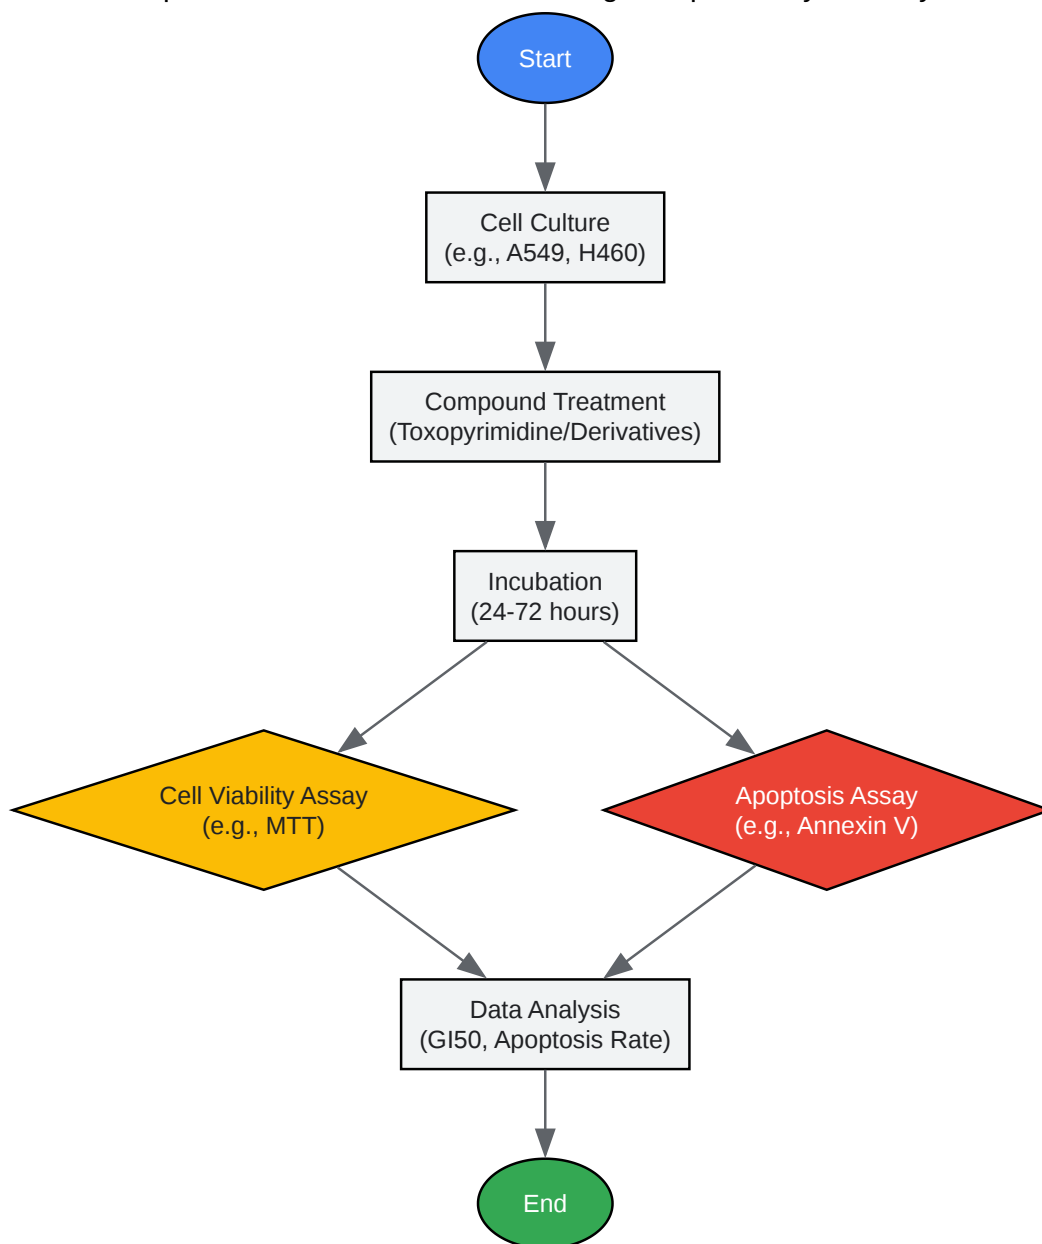 Start
Cell Culture
(e.g., A549, H460)
Compound Treatment
(Toxopyrimidine/Derivatives)
Incubation
(24-72 hours)
Cell Viability Assay
(e.g., MTT)
Apoptosis Assay
(e.g., Annexin V)
Data Analysis
(GI50, Apoptosis Rate)
End